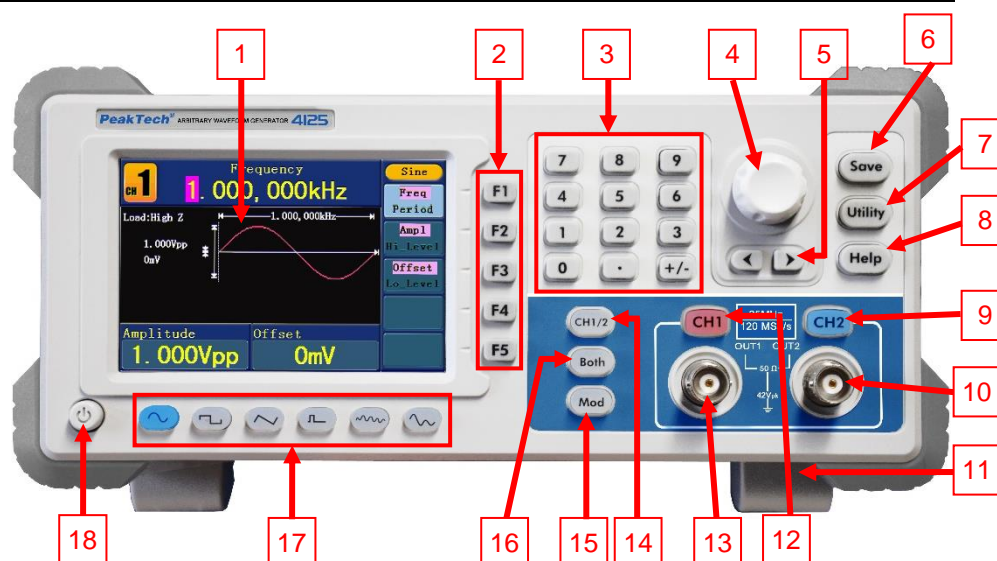 1
2
3
4
5
6
7
8
9
10
11
12
13
14
15
16
17
18
PeakTech® ARBITRARY WAVEFORM GENERATOR 4125
CH 1
Frequency
1.000,000kHz
Sine
Freq
Period
Ampl
Hi_Level
Offset
Lo_Level
Load:High Z
1.000,000kHz
1.000Vpp
0mV
Amplitude
1.000Vpp
Offset
0mV
F1
F2
F3
F4
F5
7 8 9
4 5 6
1 2 3
0 . +/-
Save
Utility
Help
CH1/2
Both
Mod
CH1
120 MS/s
CH2
OUT1 OUT2
50 Ω
42Vpk